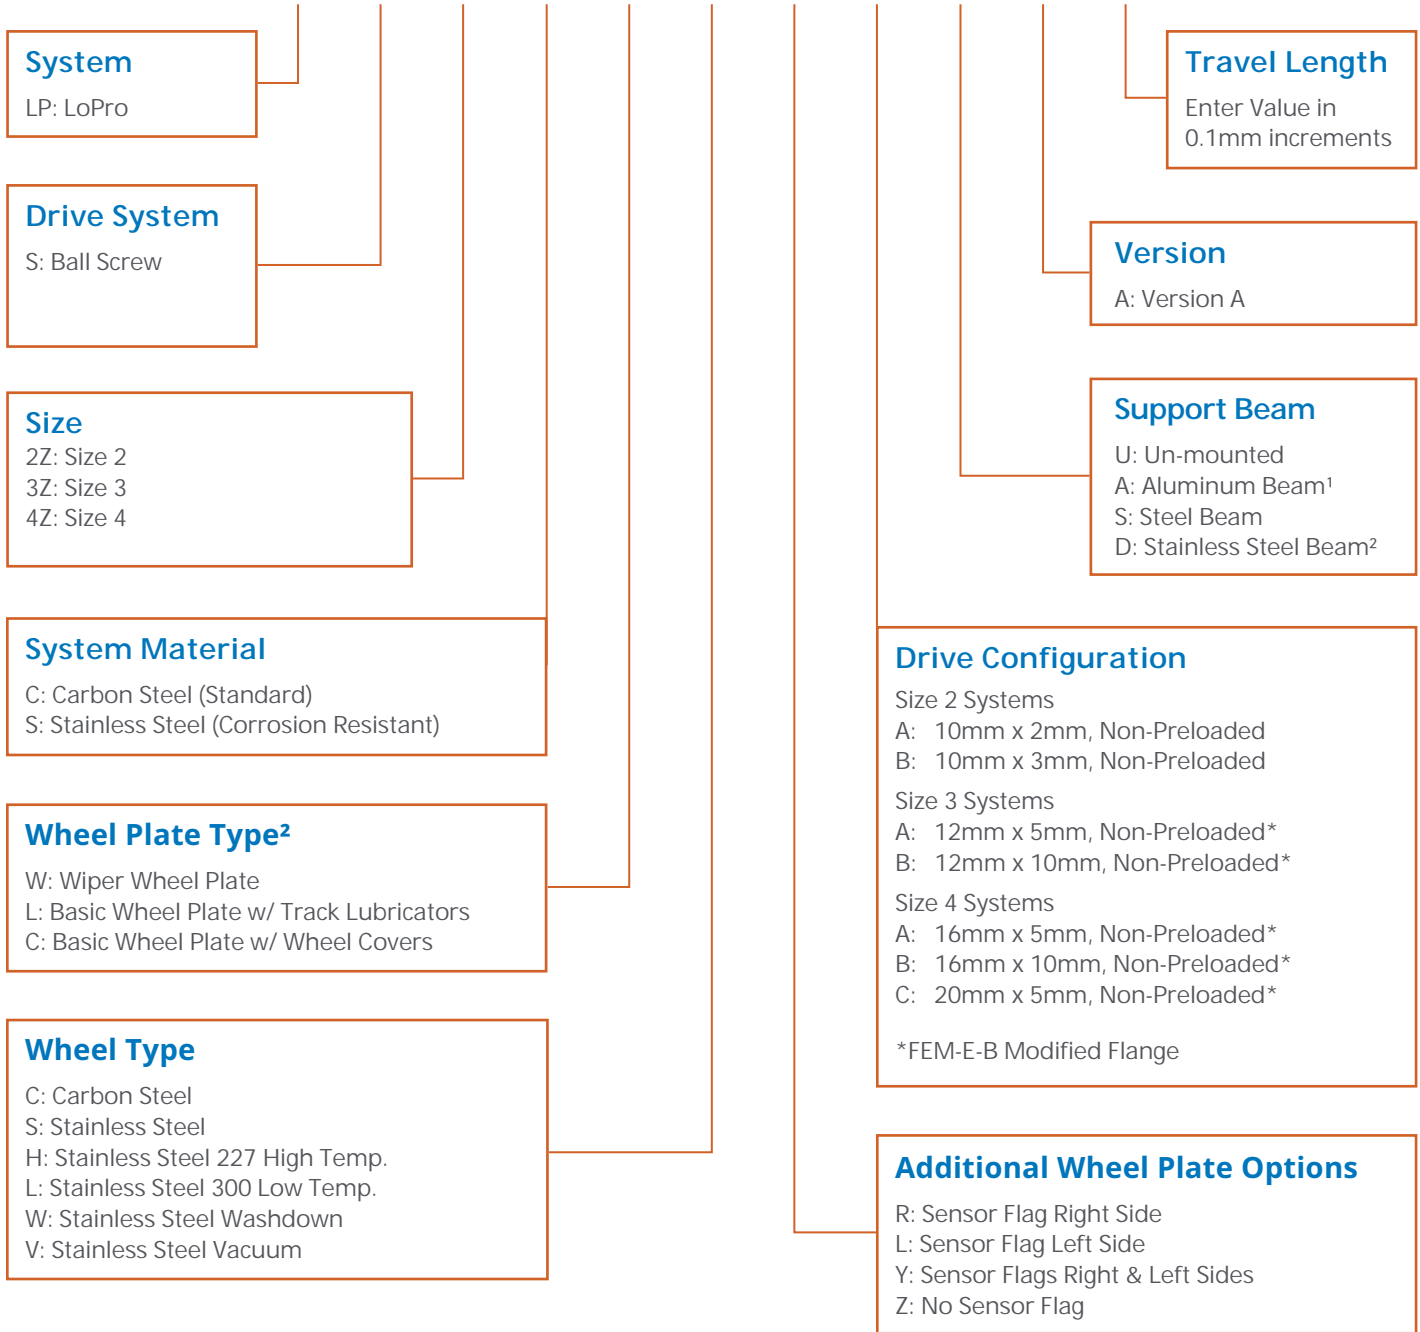 System
LP: LoPro
Drive System
S: Ball Screw
Size
2Z: Size 2
3Z: Size 3
4Z: Size 4
System Material
C: Carbon Steel (Standard)
S: Stainless Steel (Corrosion Resistant)
Wheel Plate Type²
W: Wiper Wheel Plate
L: Basic Wheel Plate w/ Track Lubricators
C: Basic Wheel Plate w/ Wheel Covers
Wheel Type
C: Carbon Steel
S: Stainless Steel
H: Stainless Steel 227 High Temp.
L: Stainless Steel 300 Low Temp.
W: Stainless Steel Washdown
V: Stainless Steel Vacuum
Travel Length
Enter Value in
0.1mm increments
Version
A: Version A
Support Beam
U: Un-mounted
A: Aluminum Beam¹
S: Steel Beam
D: Stainless Steel Beam²
Drive Configuration
Size 2 Systems
A: 10mm x 2mm, Non-Preloaded
B: 10mm x 3mm, Non-Preloaded
Size 3 Systems
A: 12mm x 5mm, Non-Preloaded*
B: 12mm x 10mm, Non-Preloaded*
Size 4 Systems
A: 16mm x 5mm, Non-Preloaded*
B: 16mm x 10mm, Non-Preloaded*
C: 20mm x 5mm, Non-Preloaded*
*FEM-E-B Modified Flange
Additional Wheel Plate Options
R: Sensor Flag Right Side
L: Sensor Flag Left Side
Y: Sensor Flags Right & Left Sides
Z: No Sensor Flag